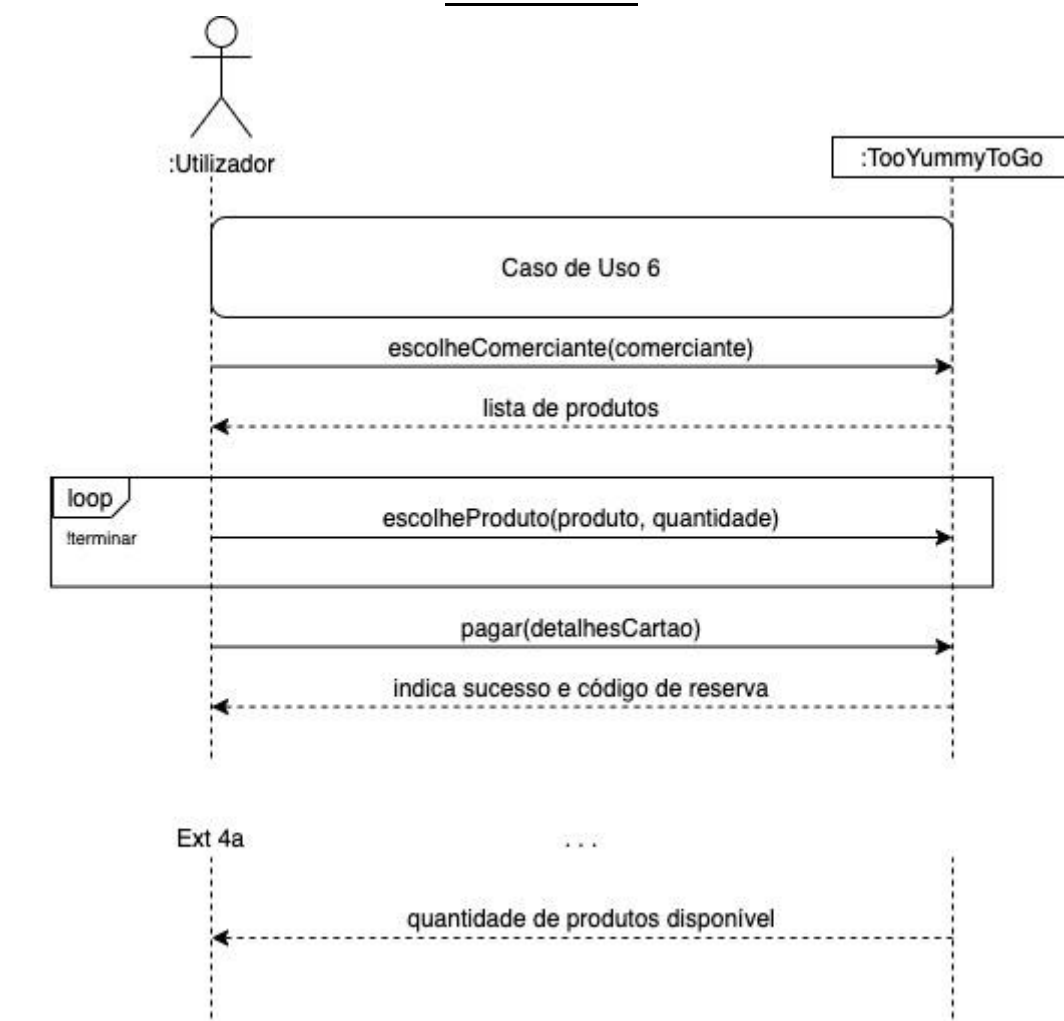 :Utilizador
:TooYummyToGo
Caso de Uso 6
escolheComerciante(comerciante)
lista de produtos
loop
!terminar
escolheProduto(produto, quantidade)
pagar(detalhesCartao)
indica sucesso e código de reserva
Ext 4a
. . .
quantidade de produtos disponível